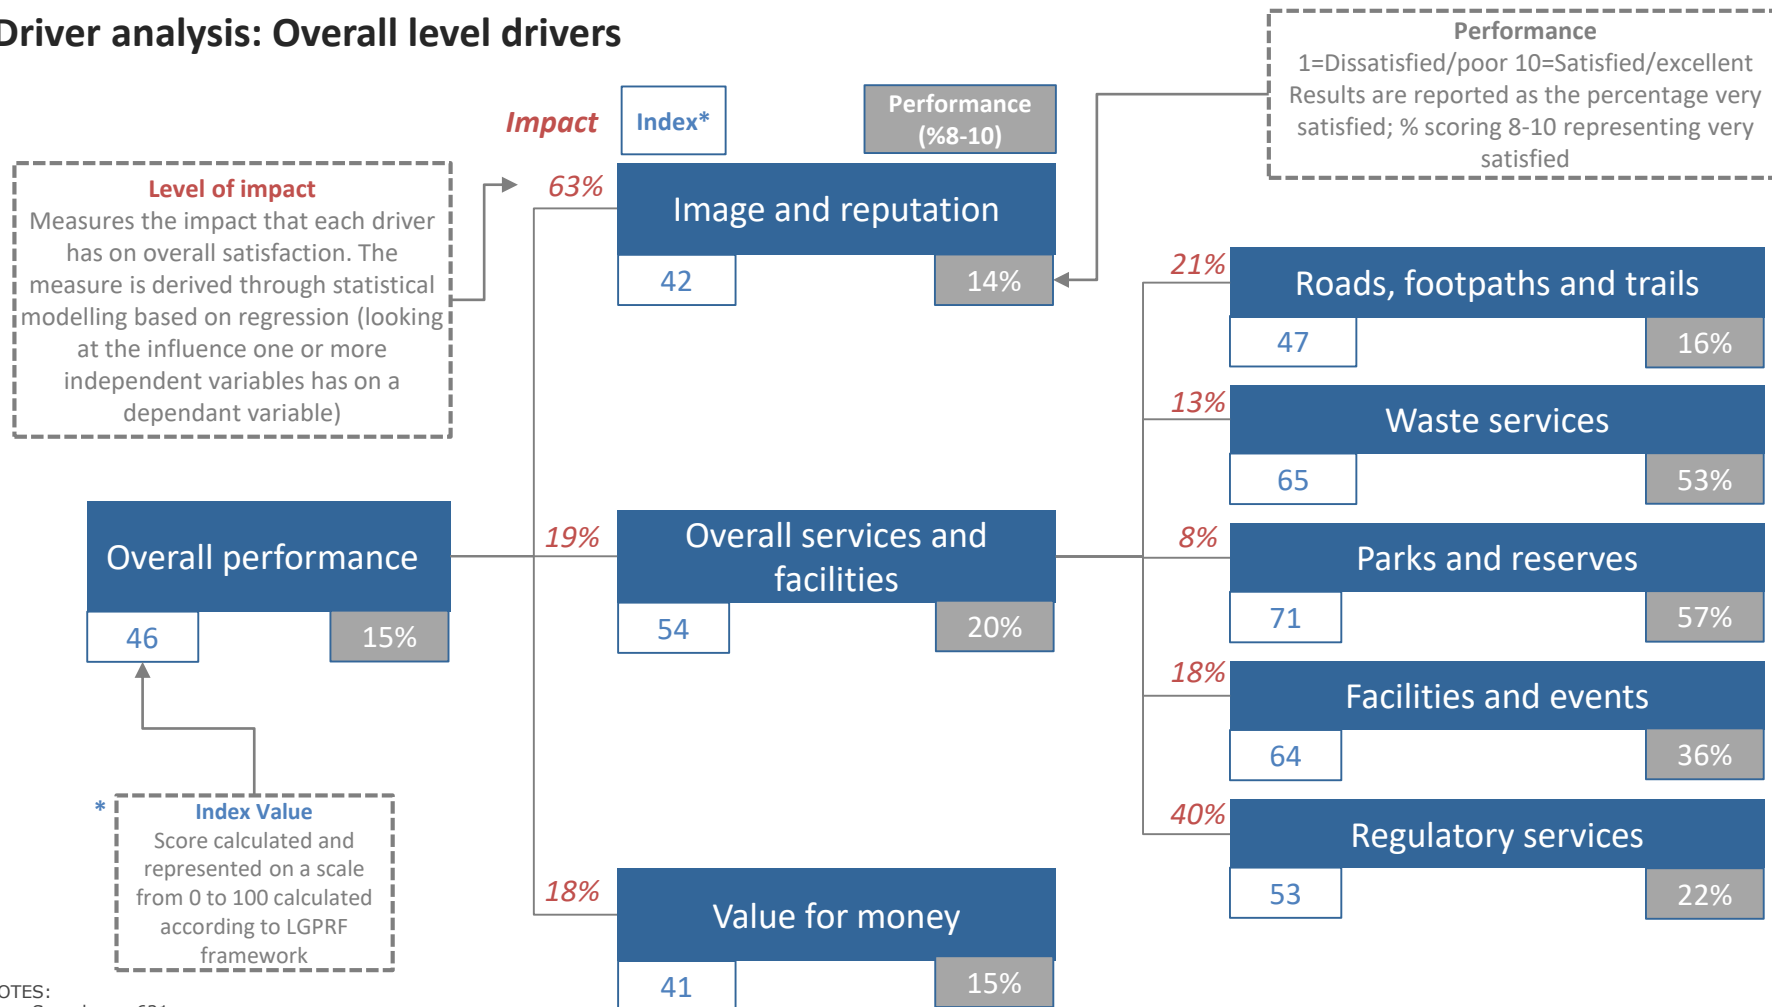 Driver analysis: Overall level drivers
Performance
1=Dissatisfied/poor 10=Satisfied/excellent
Results are reported as the percentage very
satisfied; % scoring 8-10 representing very
satisfied
Impact
Index*
Performance
(%8-10)
Level of impact
Measures the impact that each driver
has on overall satisfaction. The
measure is derived through statistical
modelling based on regression (looking
at the influence one or more
independent variables has on a
dependant variable)
63%
Image and reputation
42
14%
21%
Roads, footpaths and trails
47
16%
13%
Waste services
65
53%
Overall performance
46
15%
19%
Overall services and
facilities
54
20%
8%
Parks and reserves
71
57%
18%
Facilities and events
64
36%
40%
Regulatory services
53
22%
* Index Value
Score calculated and
represented on a scale
from 0 to 100 calculated
according to LGPRF
framework
18%
Value for money
41
15%
OTES: